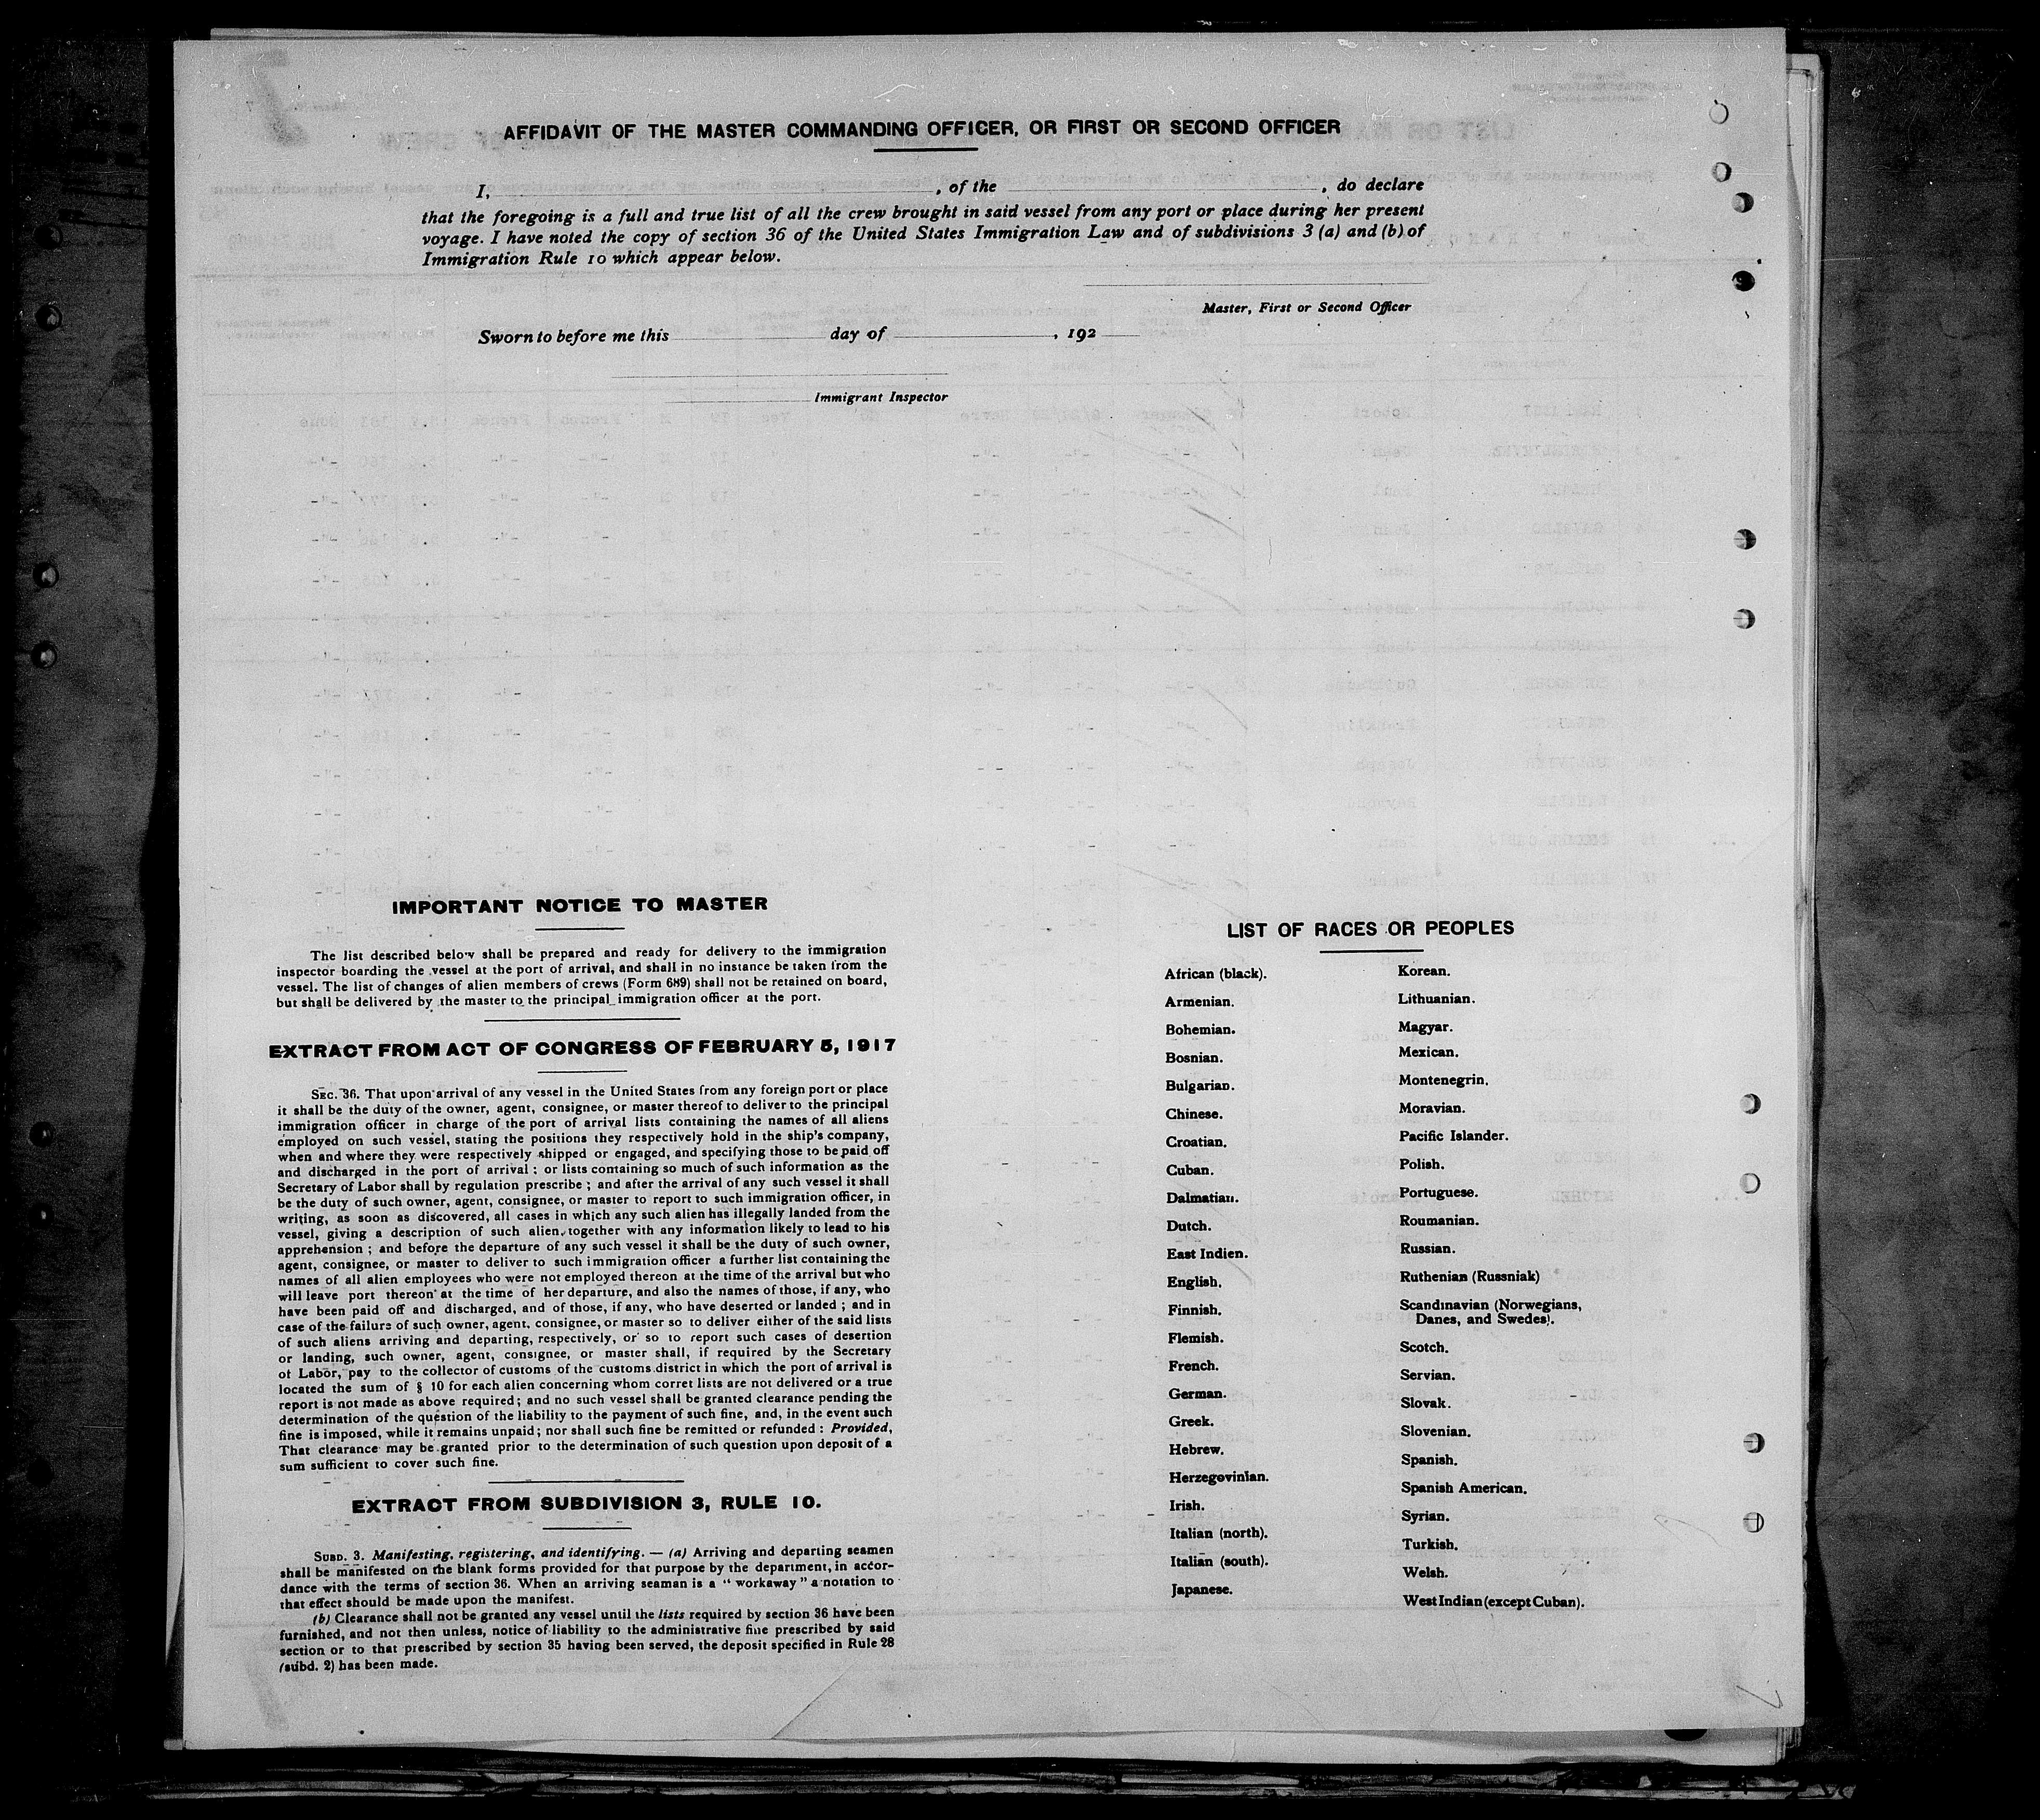 AFFIDAVIT OF THE MASTER COMMANDING OFFICER, OR FIRST OR SECOND OFFICER
I, , of the , do declare
that the foregoing is a full and true list of all the crew brought in said vessel from any port or place during her present
voyage. I have noted the copy of section 36 of the United States Immigration Law and of subdivisions 3 (a) and (b) of
Immigration Rule 10 which appear below.
Master, First or Second Officer
Sworn to before me this day of , 192
Immigrant Inspector
IMPORTANT NOTICE TO MASTER
The list described below shall be prepared and ready for delivery to the immigration
inspector boarding the vessel at the port of arrival, and shall in no instance be taken from the
vessel. The list of changes of alien members of crews (Form 689) shall not be retained on board,
but shall be delivered by the master to the principal immigration officer at the port.
EXTRACT FROM ACT OF CONGRESS OF FEBRUARY 5, 1917
SEC. 36. That upon arrival of any vessel in the United States from any foreign port or place
it shall be the duty of the owner, agent, consignee, or master thereof to deliver to the principal
immigration officer in charge of the port of arrival lists containing the names of all aliens
employed on such vessel, stating the positions they respectively hold in the ship's company,
when and where they were respectively shipped or engaged, and specifying those to be paid off
and discharged in the port of arrival ; or lists containing so much of such information as the
Secretary of Labor shall by regulation prescribe ; and after the arrival of any such vessel it shall
be the duty of such owner, agent, consignee, or master to report to such immigration officer, in
writing, as soon as discovered, all cases in which any such alien has illegally landed from the
vessel, giving a description of such alien, together with any information likely to lead to his
apprehension ; and before the departure of any such vessel it shall be the duty of such owner,
agent, consignee, or master to deliver to such immigration officer a further list containing the
names of all alien employees who were not employed thereon at the time of the arrival but who
will leave port thereon at the time of her departure, and also the names of those, if any, who
have been paid off and discharged, and of those, if any, who have deserted or landed ; and in
case of the failure of such owner, agent, consignee, or master so to deliver either of the said lists
of such aliens arriving and departing, respectively, or so to report such cases of desertion
or landing, such owner, agent, consignee, or master shall, if required by the Secretary
of Labor, pay to the collector of customs of the customs district in which the port of arrival is
located the sum of § 10 for each alien concerning whom corret lists are not delivered or a true
report is not made as above required ; and no such vessel shall be granted clearance pending the
determination of the question of the liability to the payment of such fine, and, in the event such
fine is imposed, while it remains unpaid ; nor shall such fine be remitted or refunded : Provided,
That clearance may be granted prior to the determination of such question upon deposit of a
sum sufficient to cover such fine.
EXTRACT FROM SUBDIVISION 3, RULE 10.
SUBD. 3. Manifesting, registering, and identifying. — (a) Arriving and departing seamen
shall be manifested on the blank forms provided for that purpose by the department, in accor-
dance with the terms of section 36. When an arriving seaman is a “ workaway ” a notation to
that effect should be made upon the manifest.
(b) Clearance shall not be granted any vessel until the lists required by section 36 have been
furnished, and not then unless, notice of liability to the administrative fine prescribed by said
section or to that prescribed by section 35 having been served, the deposit specified in Rule 28
(subd. 2) has been made.
LIST OF RACES OR PEOPLES
African (black).
Armenian.
Bohemian.
Bosnian.
Bulgarian.
Chinese.
Croatian.
Cuban.
Dalmatian.
Dutch.
East Indien.
English.
Finnish.
Flemish.
French.
German.
Greek.
Hebrew.
Herzegovinian.
Irish.
Italian (north).
Italian (south).
Japanese.
Korean.
Lithuanian.
Magyar.
Mexican.
Montenegrin.
Moravian.
Pacific Islander.
Polish.
Portuguese.
Roumanian.
Russian.
Ruthenian (Russniak)
Scandinavian (Norwegians,
Danes, and Swedes).
Scotch.
Servian.
Slovak.
Slovenian.
Spanish.
Spanish American.
Syrian.
Turkish.
Welsh.
West Indian (except Cuban).